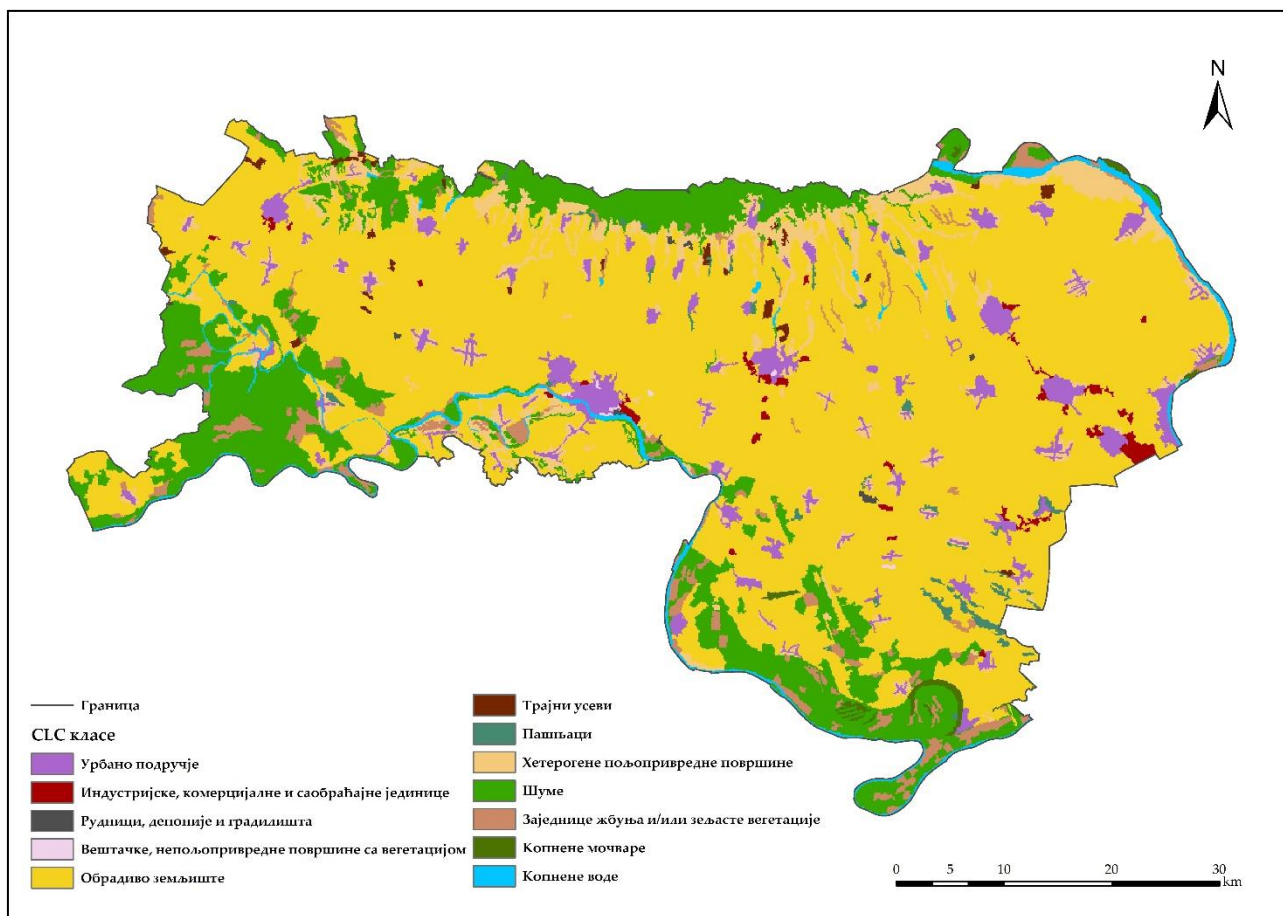 N
Граница
CLC класе
Урбано подручје
Индустријске, комерцијалне и саобраћајне јединице
Рудници, депоније и градилишта
Вештачке, непољопривредне површине са вегетацијом
Обрадиво земљиште
Трајни усеви
Пашњаци
Хетерогене пољопривредне површине
Шуме
Заједнице жбуња и/или зељасте вегетације
Копнене мочваре
Копнене воде
0 10 20 30
km